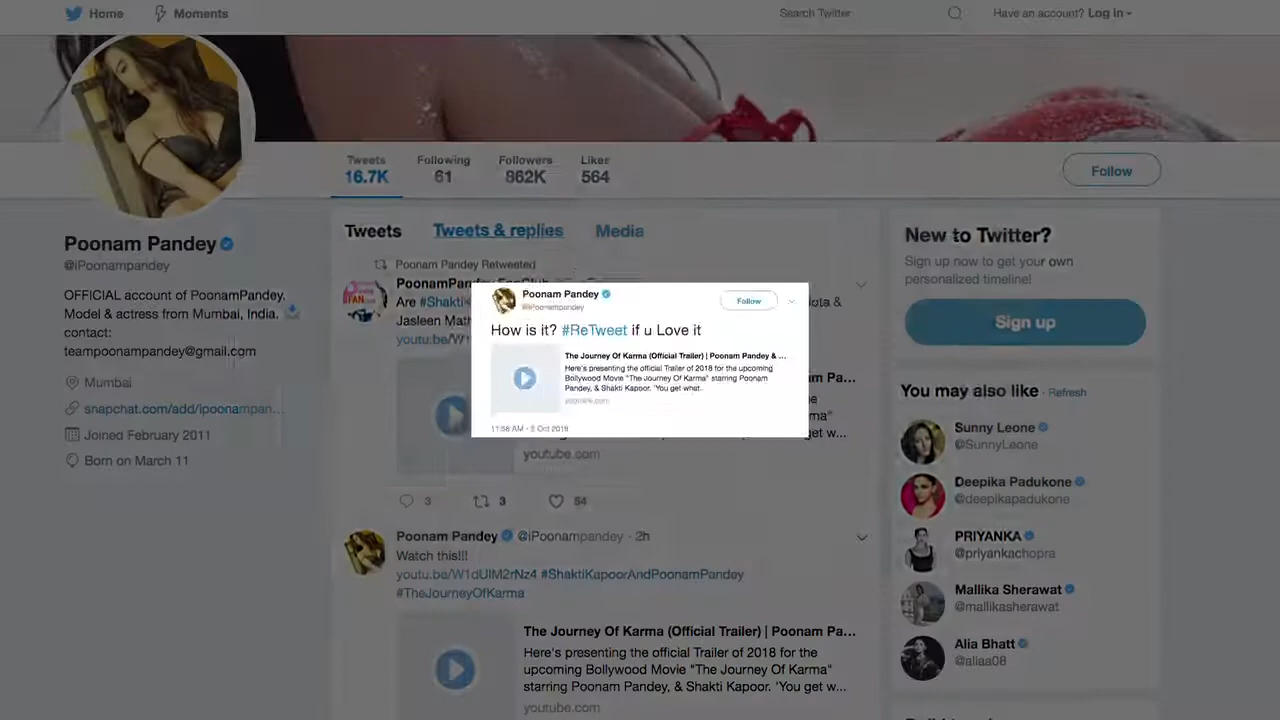 Home
Moments
Search Twitter
Have an account? Log in
Tweets
16.7K
Following
61
Followers
862K
Likes
564
Follow
Poonam Pandey
@iPoonampandey
OFFICIAL account of PoonamPandey.
Model & actress from Mumbai, India.
contact:
teampoonampandey@gmail.com
Mumbai
snapchat.com/add/ipoonampan...
Joined February 2011
Born on March 11
Tweets
Tweets & replies
Media
Poonam Pandey Retweeted
Are #Shakti
Jasleen Mat
youtu.be/W1
Poonam Pandey
@iPoonampandey
Follow
How is it? #ReTweet if u Love it
The Journey Of Karma (Official Trailer) | Poonam Pandey & ...
Here's presenting the official Trailer of 2018 for the upcoming
Bollywood Movie "The Journey Of Karma" starring Poonam
Pandey, & Shakti Kapoor. 'You get what..
11:58 AM - 5 Oct 2018
m Pa...
ma"
et w...
youtube.com
3
3
54
Poonam Pandey @iPoonampandey · 2h
Watch this!!!
youtu.be/W1dUlM2rNz4 #ShaktiKapoorAndPoonamPandey
#TheJourneyOfKarma
The Journey Of Karma (Official Trailer) | Poonam Pa...
Here's presenting the official Trailer of 2018 for the
upcoming Bollywood Movie "The Journey Of Karma"
starring Poonam Pandey, & Shakti Kapoor. 'You get w...
youtube.com
New to Twitter?
Sign up now to get your own
personalized timeline!
Sign up
You may also like · Refresh
Sunny Leone
@SunnyLeone
Deepika Padukone
@deepikapadukone
PRIYANKA
@priyankachopra
Mallika Sherawat
@mallikasherawat
Alia Bhatt
@aliaa08